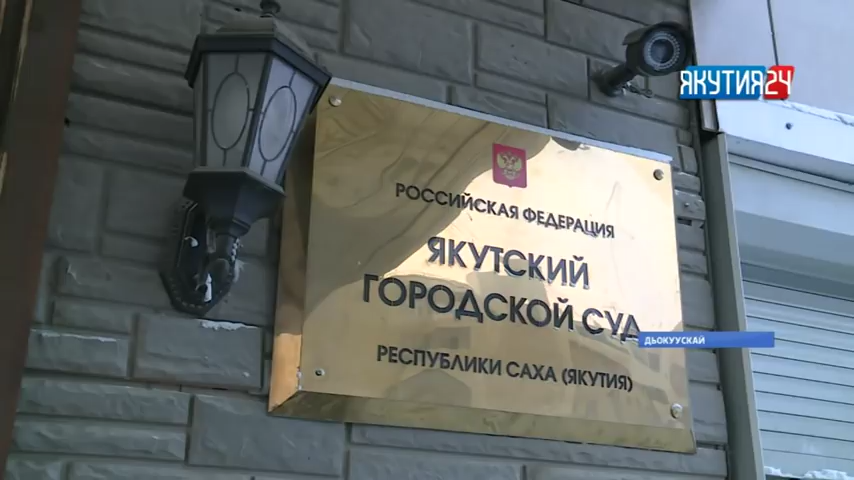 ЯКУТИЯ24
РОССИЙСКАЯ ФЕДЕРАЦИЯ
ЯКУТСКИЙ
ГОРОДСКОЙ СУД
ДЬОКУУСКАЙ
РЕСПУБЛИКИ САХА (ЯКУТИЯ)